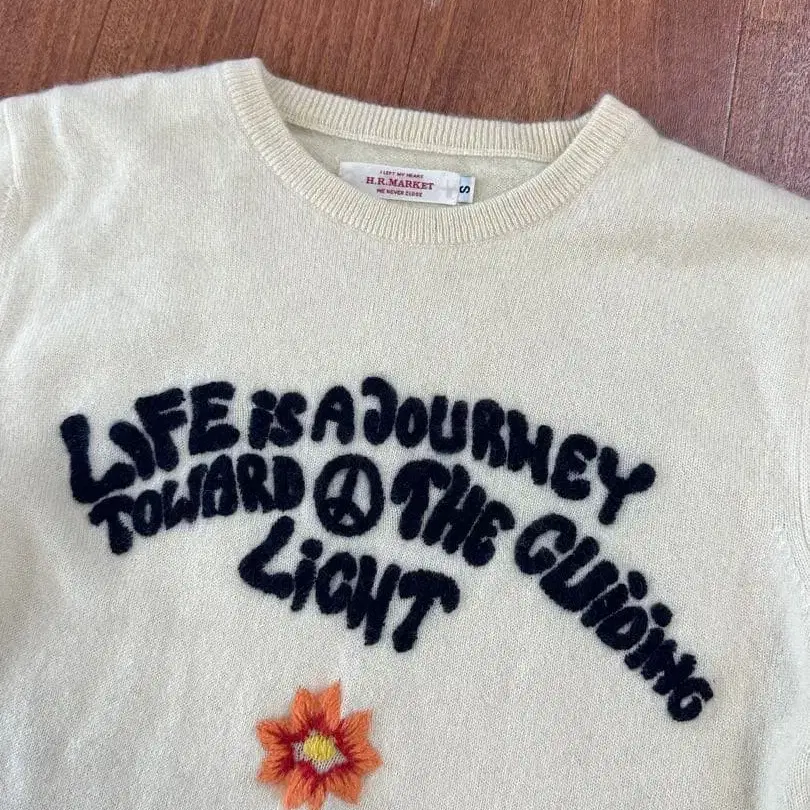 I LEFT MY HEART
H.R.MARKET
WE NEVER CLOSE
S
LiFE iS A JOURNEY
TOWARD THE GUiDiNG
LiGHT